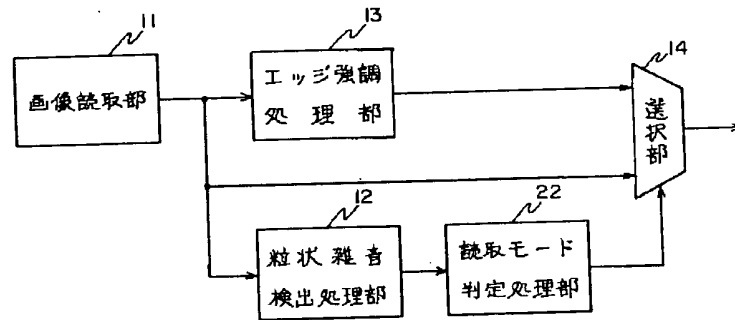 11
画像読取部
13
エッジ強調
処理部
14
選択部
12
粒状雑音
検出処理部
22
読取モード
判定処理部